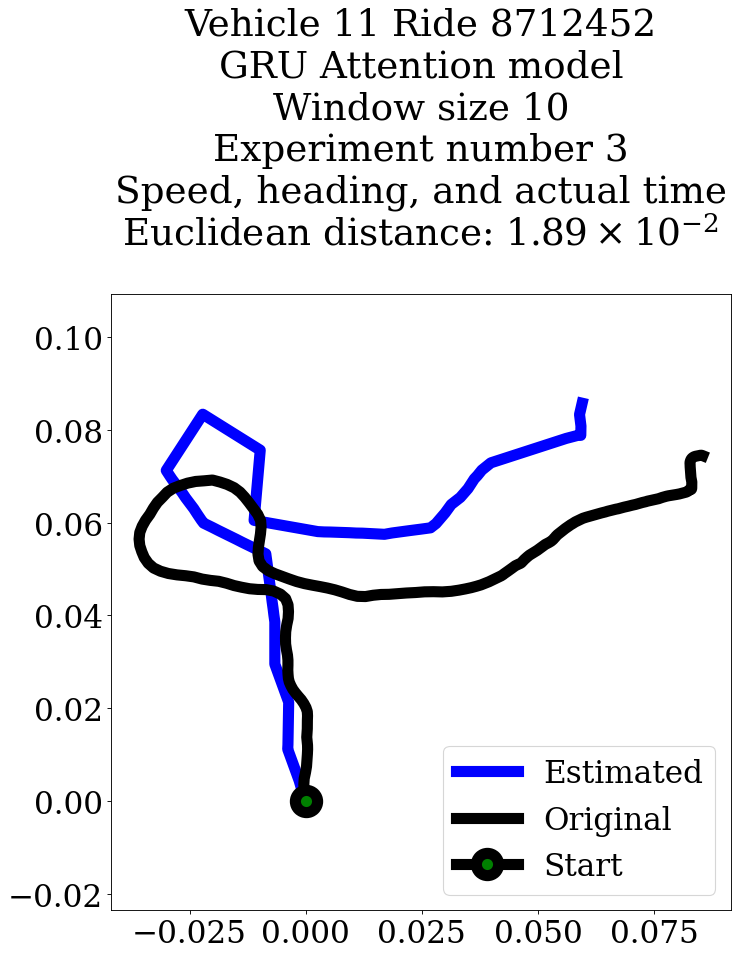 Vehicle 11 Ride 8712452
GRU Attention model
Window size 10
Experiment number 3
Speed, heading, and actual time
Euclidean distance: 1.89 × 10⁻²
0.10
0.08
0.06
0.04
0.02
0.00
−0.02
Estimated
Original
Start
−0.025 0.000 0.025 0.050 0.075